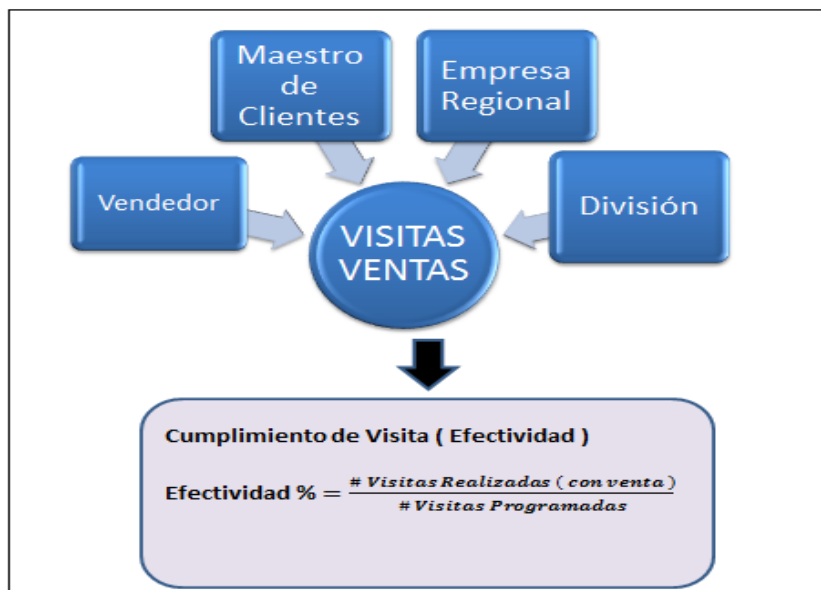 Maestro
de
Clientes
Empresa
Regional
Vendedor
División
VISITAS
VENTAS
Cumplimiento de Visita ( Efectividad )
Efectividad % = # Visitas Realizadas ( con venta ) / # Visitas Programadas